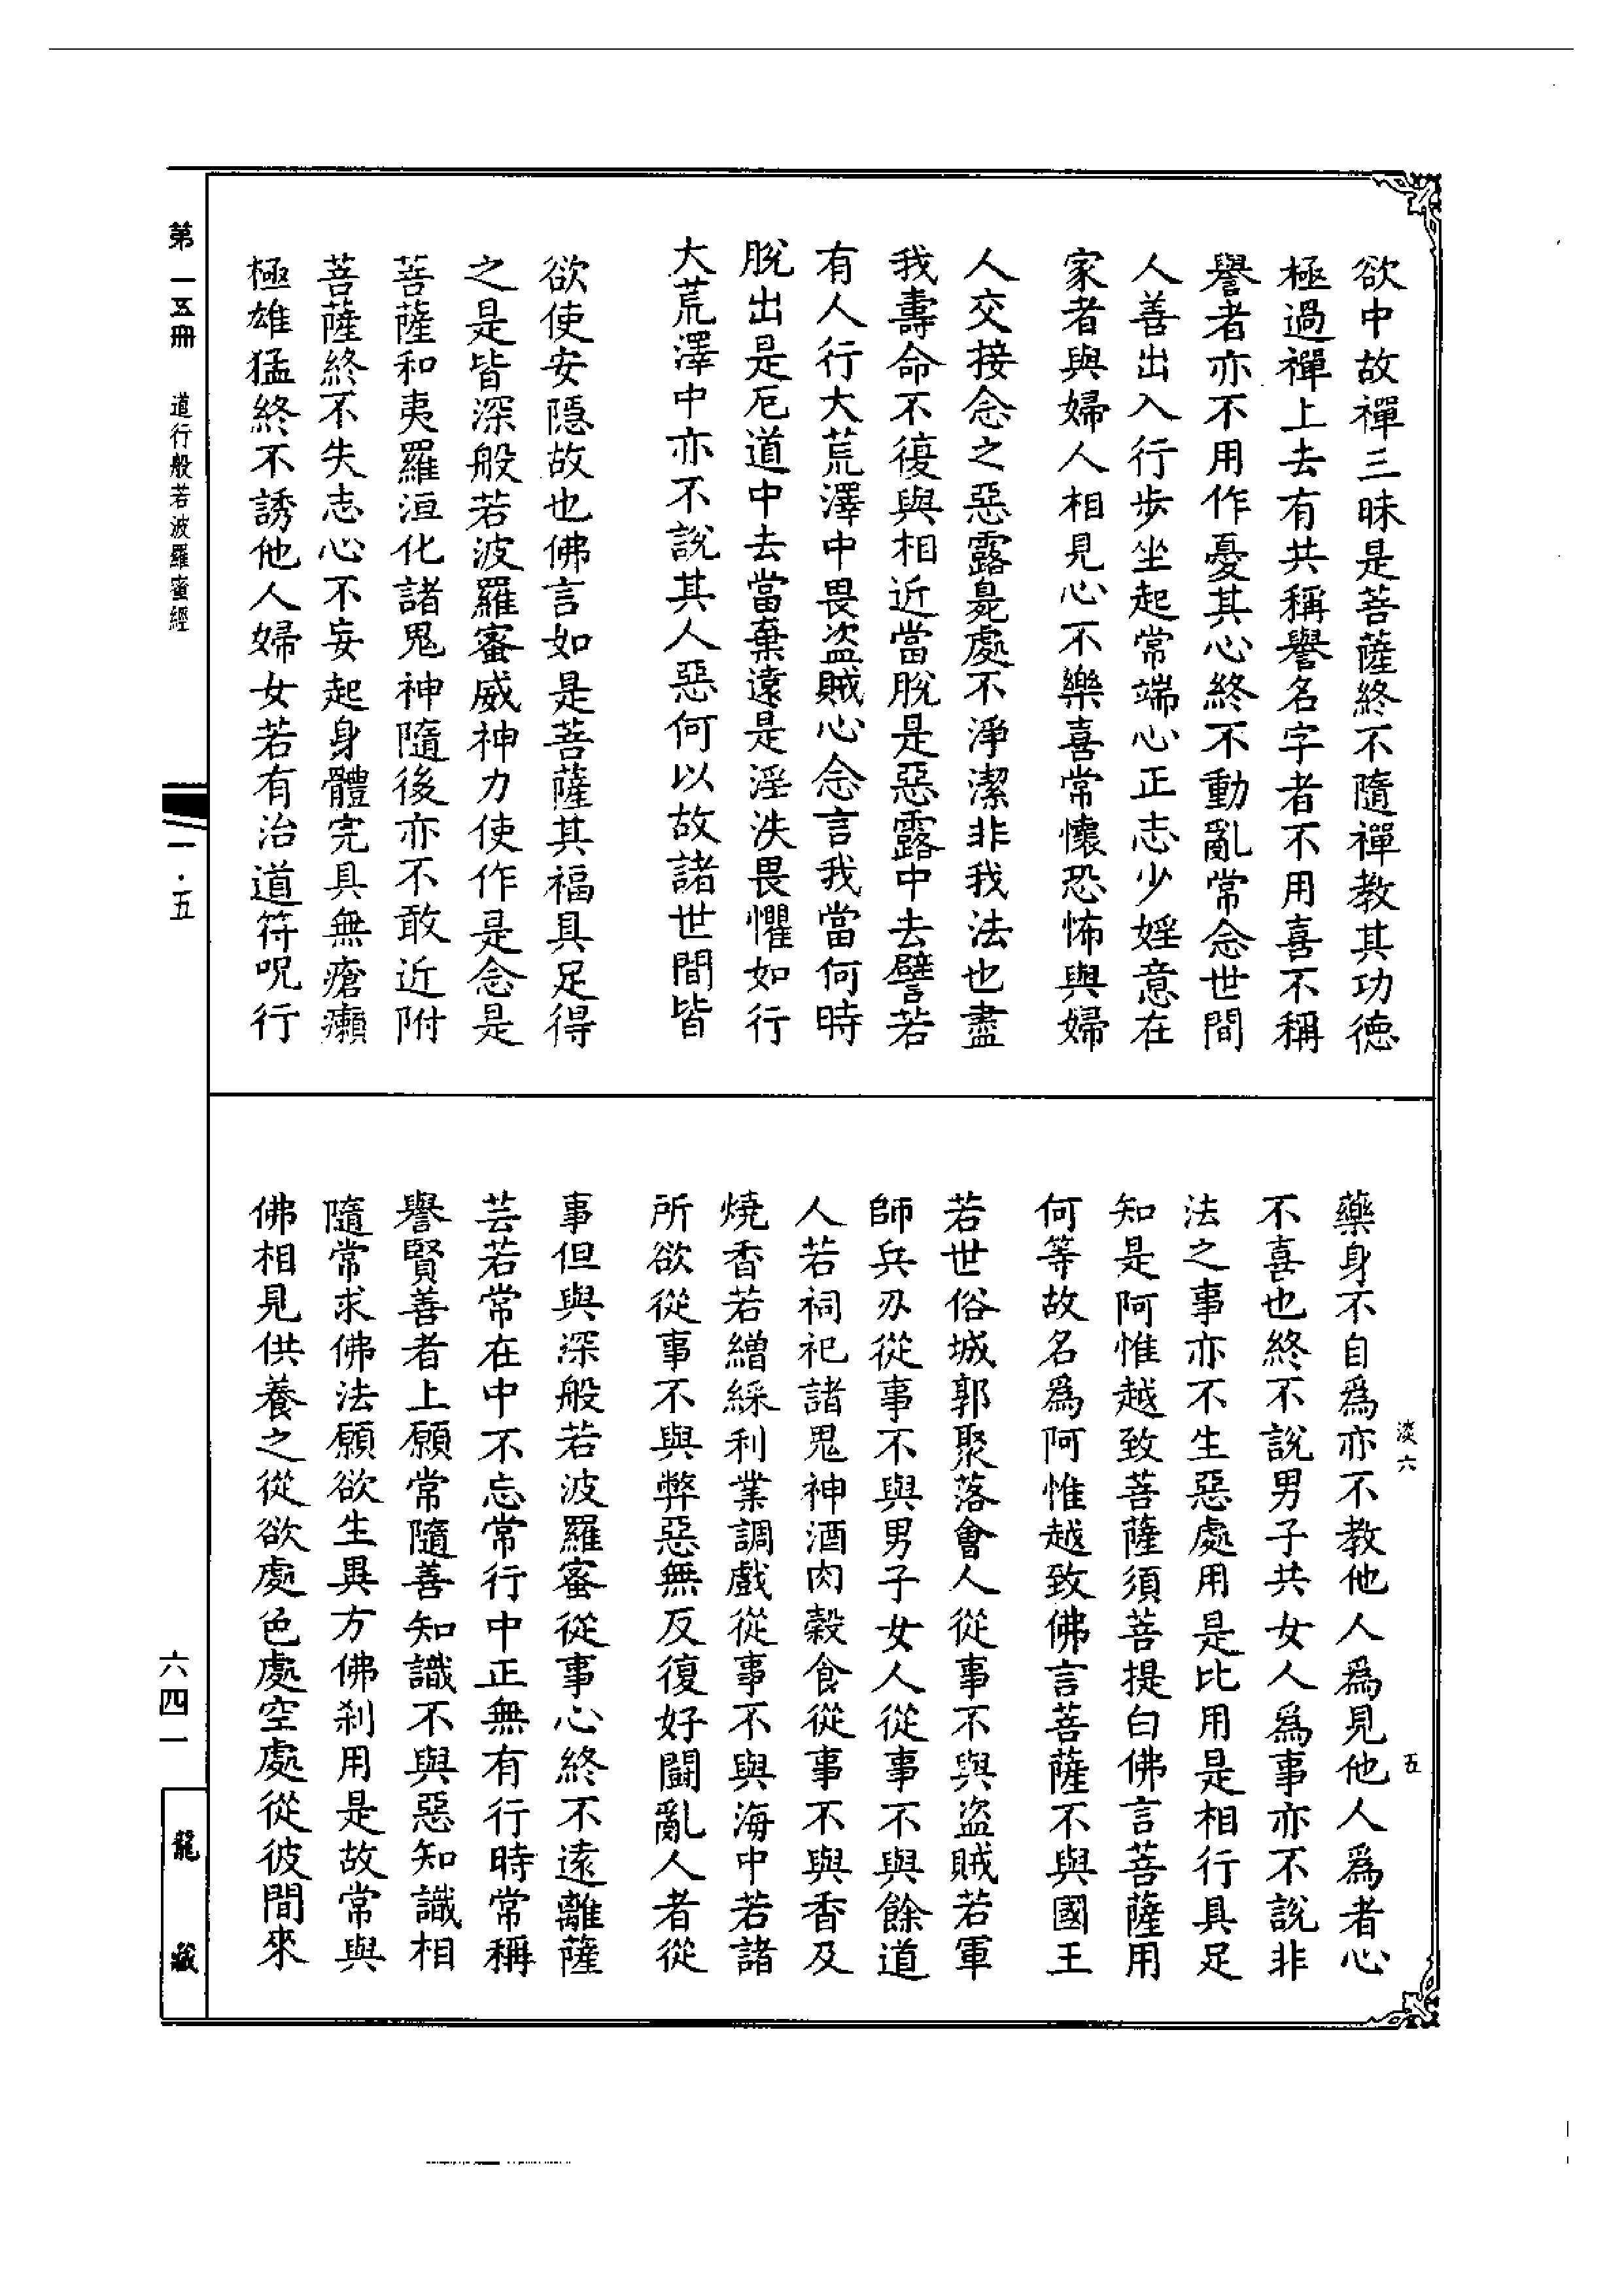 欲中故禪三昧是菩薩終不隨禪教其功德
極過禪上去有共稱譽名字者不用喜不稱
譽者亦不用作憂其心終不動亂常念世間
人善出入行步坐起常端心正志少婬意在
家者與婦人相見心不樂喜常懷恐怖與婦
人交接念之惡露㚖處不淨潔非我法也盡
我壽命不復與相近當脫是惡露中去譬若
有人行大荒澤中畏盜賊心念言我當何時
脫出是厄道中去當棄遠是淫泆畏懼如行
大荒澤中亦不說其人惡何以故諸世間皆
欲使安隱故也佛言如是菩薩其福具足得
之是皆深般若波羅蜜威神力使作是念是
菩薩和夷羅洹化諸鬼神隨後亦不敢近附
菩薩終不失志心不妄起身體完具無瘡癩
極雄猛終不誘他人婦女若有治道符呪行
藥身不自爲亦不教他人爲見他人爲者心
不喜也終不說男子共女人爲事亦不說非
法之事亦不生惡處用是比用是相行具足
知是阿惟越致菩薩須菩提白佛言菩薩用
何等故名爲阿惟越致佛言菩薩不與國王
若世俗城郭聚落會人從事不與盜賊若軍
師兵刃從事不與男子女人從事不與餘道
人若祠祀諸鬼神酒肉穀食從事不與香及
燒香若繒綵利業調戲從事不與海中若諸
所欲從事不與弊惡無反復好鬪亂人者從
事但與深般若波羅蜜從事心終不遠離薩
芸若常在中不忘常行中正無有行時常稱
譽賢善者上願常隨善知識不與惡知識相
隨常求佛法願欲生異方佛刹用是故常與
佛相見供養之從欲處色處空處從彼間來
淡六
五
第一五冊
道行般若波羅蜜經
一·五
六四一
龍藏